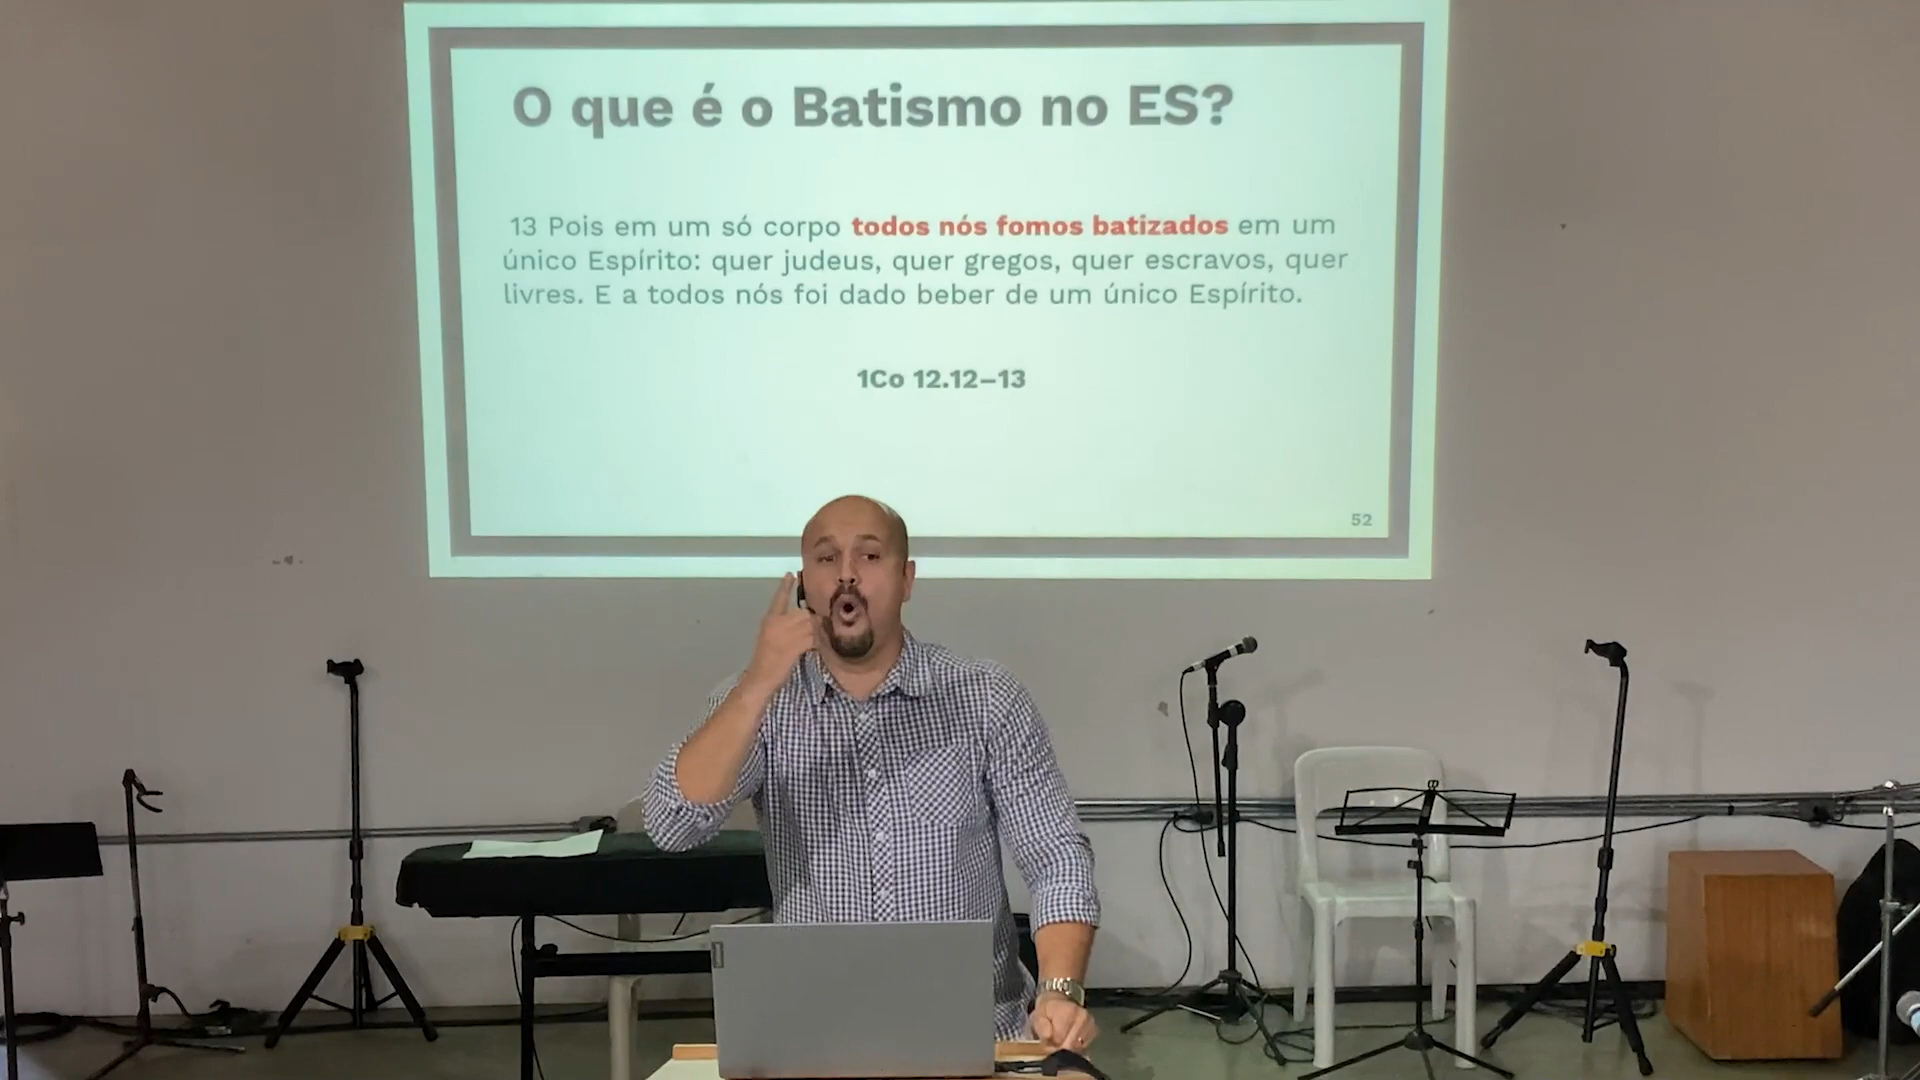 O que é o Batismo no ES?
13 Pois em um só corpo todos nós fomos batizados em um
único Espírito: quer judeus, quer gregos, quer escravos, quer
livres. E a todos nós foi dado beber de um único Espírito.
1Co 12.12–13
52